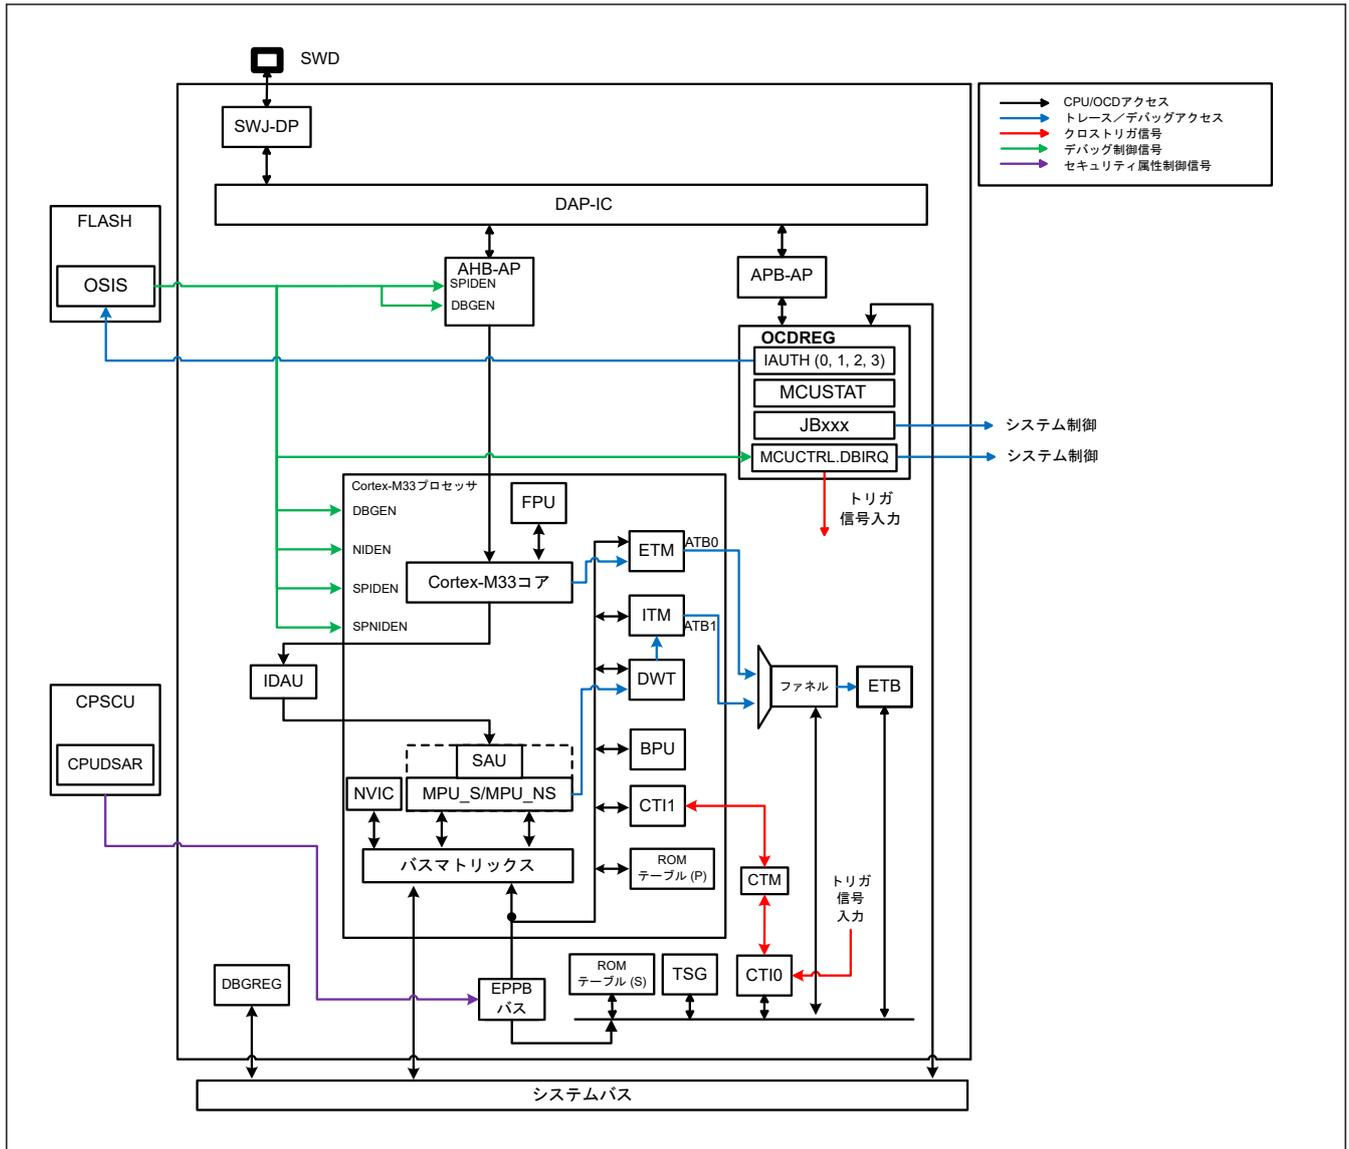 SWD
CPU/OCDアクセス
トレース／デバッグアクセス
クロストリガ信号
デバッグ制御信号
セキュリティ属性制御信号
SWJ-DP
DAP-IC
FLASH
OSIS
AHB-AP
SPIDEN
DBGEN
APB-AP
OCDREG
IAUTH (0, 1, 2, 3)
MCUSTAT
JBxxx
システム制御
MCUCTRL.DBIRQ
システム制御
トリガ
信号入力
Cortex-M33プロセッサ
DBGEN
NIDEN
SPIDEN
SPNIDEN
FPU
Cortex-M33コア
ETM
ATB0
ITM
ATB1
DWT
ファネル
ETB
IDAU
CPSCU
CPUDSAR
SAU
NVIC
MPU_S/MPU_NS
バスマトリックス
BPU
CTI1
ROM
テーブル (P)
CTM
トリガ
信号
入力
DBGREG
EPPB
バス
ROM
テーブル (S)
TSG
CTI0
システムバス